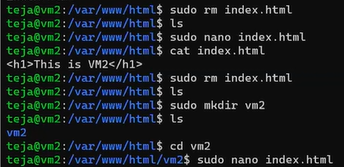 teja@vm2:/var/www/html$ sudo rm index.html
teja@vm2:/var/www/html$ ls
teja@vm2:/var/www/html$ sudo nano index.html
teja@vm2:/var/www/html$ cat index.html
<h1>This is VM2</h1>
teja@vm2:/var/www/html$ sudo rm index.html
teja@vm2:/var/www/html$ ls
teja@vm2:/var/www/html$ sudo mkdir vm2
teja@vm2:/var/www/html$ ls
vm2
teja@vm2:/var/www/html$ cd vm2
teja@vm2:/var/www/html/vm2$ sudo nano index.html